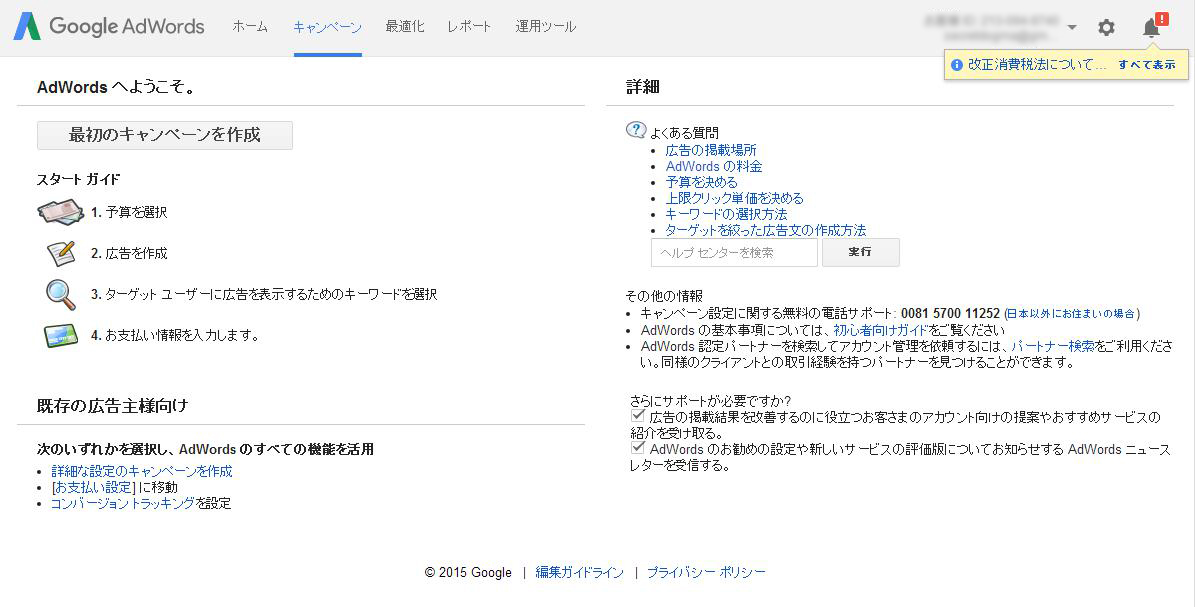 Google AdWords
ホーム
キャンペーン
最適化
レポート
運用ツール
!
改正消費税法について... すべて表示
AdWords へようこそ。
最初のキャンペーンを作成
スタート ガイド
1. 予算を選択
2. 広告を作成
3. ターゲット ユーザーに広告を表示するためのキーワードを選択
4. お支払い情報を入力します。
既存の広告主様向け
次のいずれかを選択し、AdWords のすべての機能を活用
• 詳細な設定のキャンペーンを作成
• [お支払い設定] に移動
• コンバージョントラッキングを設定
詳細
よくある質問
• 広告の掲載場所
• AdWords の料金
• 予算を決める
• 上限クリック単価を決める
• キーワードの選択方法
• ターゲットを絞った広告文の作成方法
ヘルプ センターを検索
実行
その他の情報
• キャンペーン設定に関する無料の電話サポート: 0081 5700 11252 (日本以外にお住まいの場合)
• AdWords の基本事項については、初心者向けガイドをご覧ください
• AdWords 認定パートナーを検索してアカウント管理を依頼するには、パートナー検索をご利用くださ
い。同様のクライアントとの取引経験を持つパートナーを見つけることができます。
さらにサポートが必要ですか?
広告の掲載結果を改善するのに役立つお客さまのアカウント向けの提案やおすすめサービスの
紹介を受け取る。
AdWords のお勧めの設定や新しいサービスの評価版についてお知らせする AdWords ニュース
レターを受信する。
© 2015 Google | 編集ガイドライン | プライバシー ポリシー